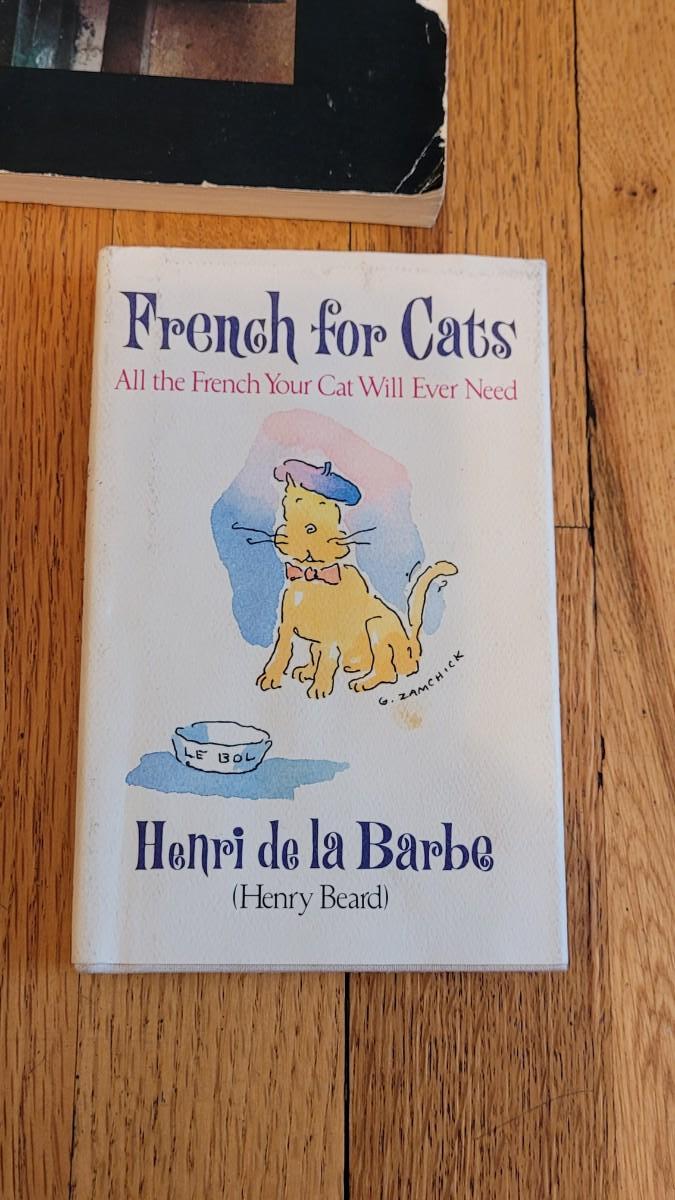 French for Cats
All the French Your Cat Will Ever Need
G. ZAMCHICK
LE BOL
Henri de la Barbe
(Henry Beard)